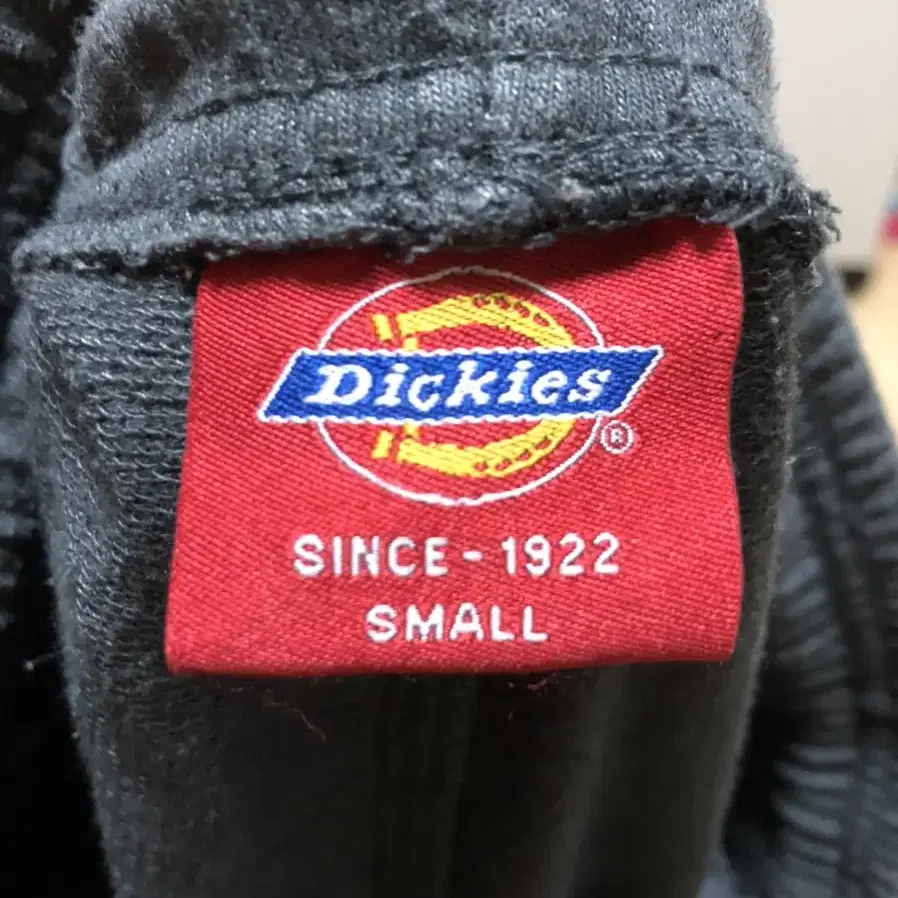 Dickies
®
SINCE - 1922
SMALL